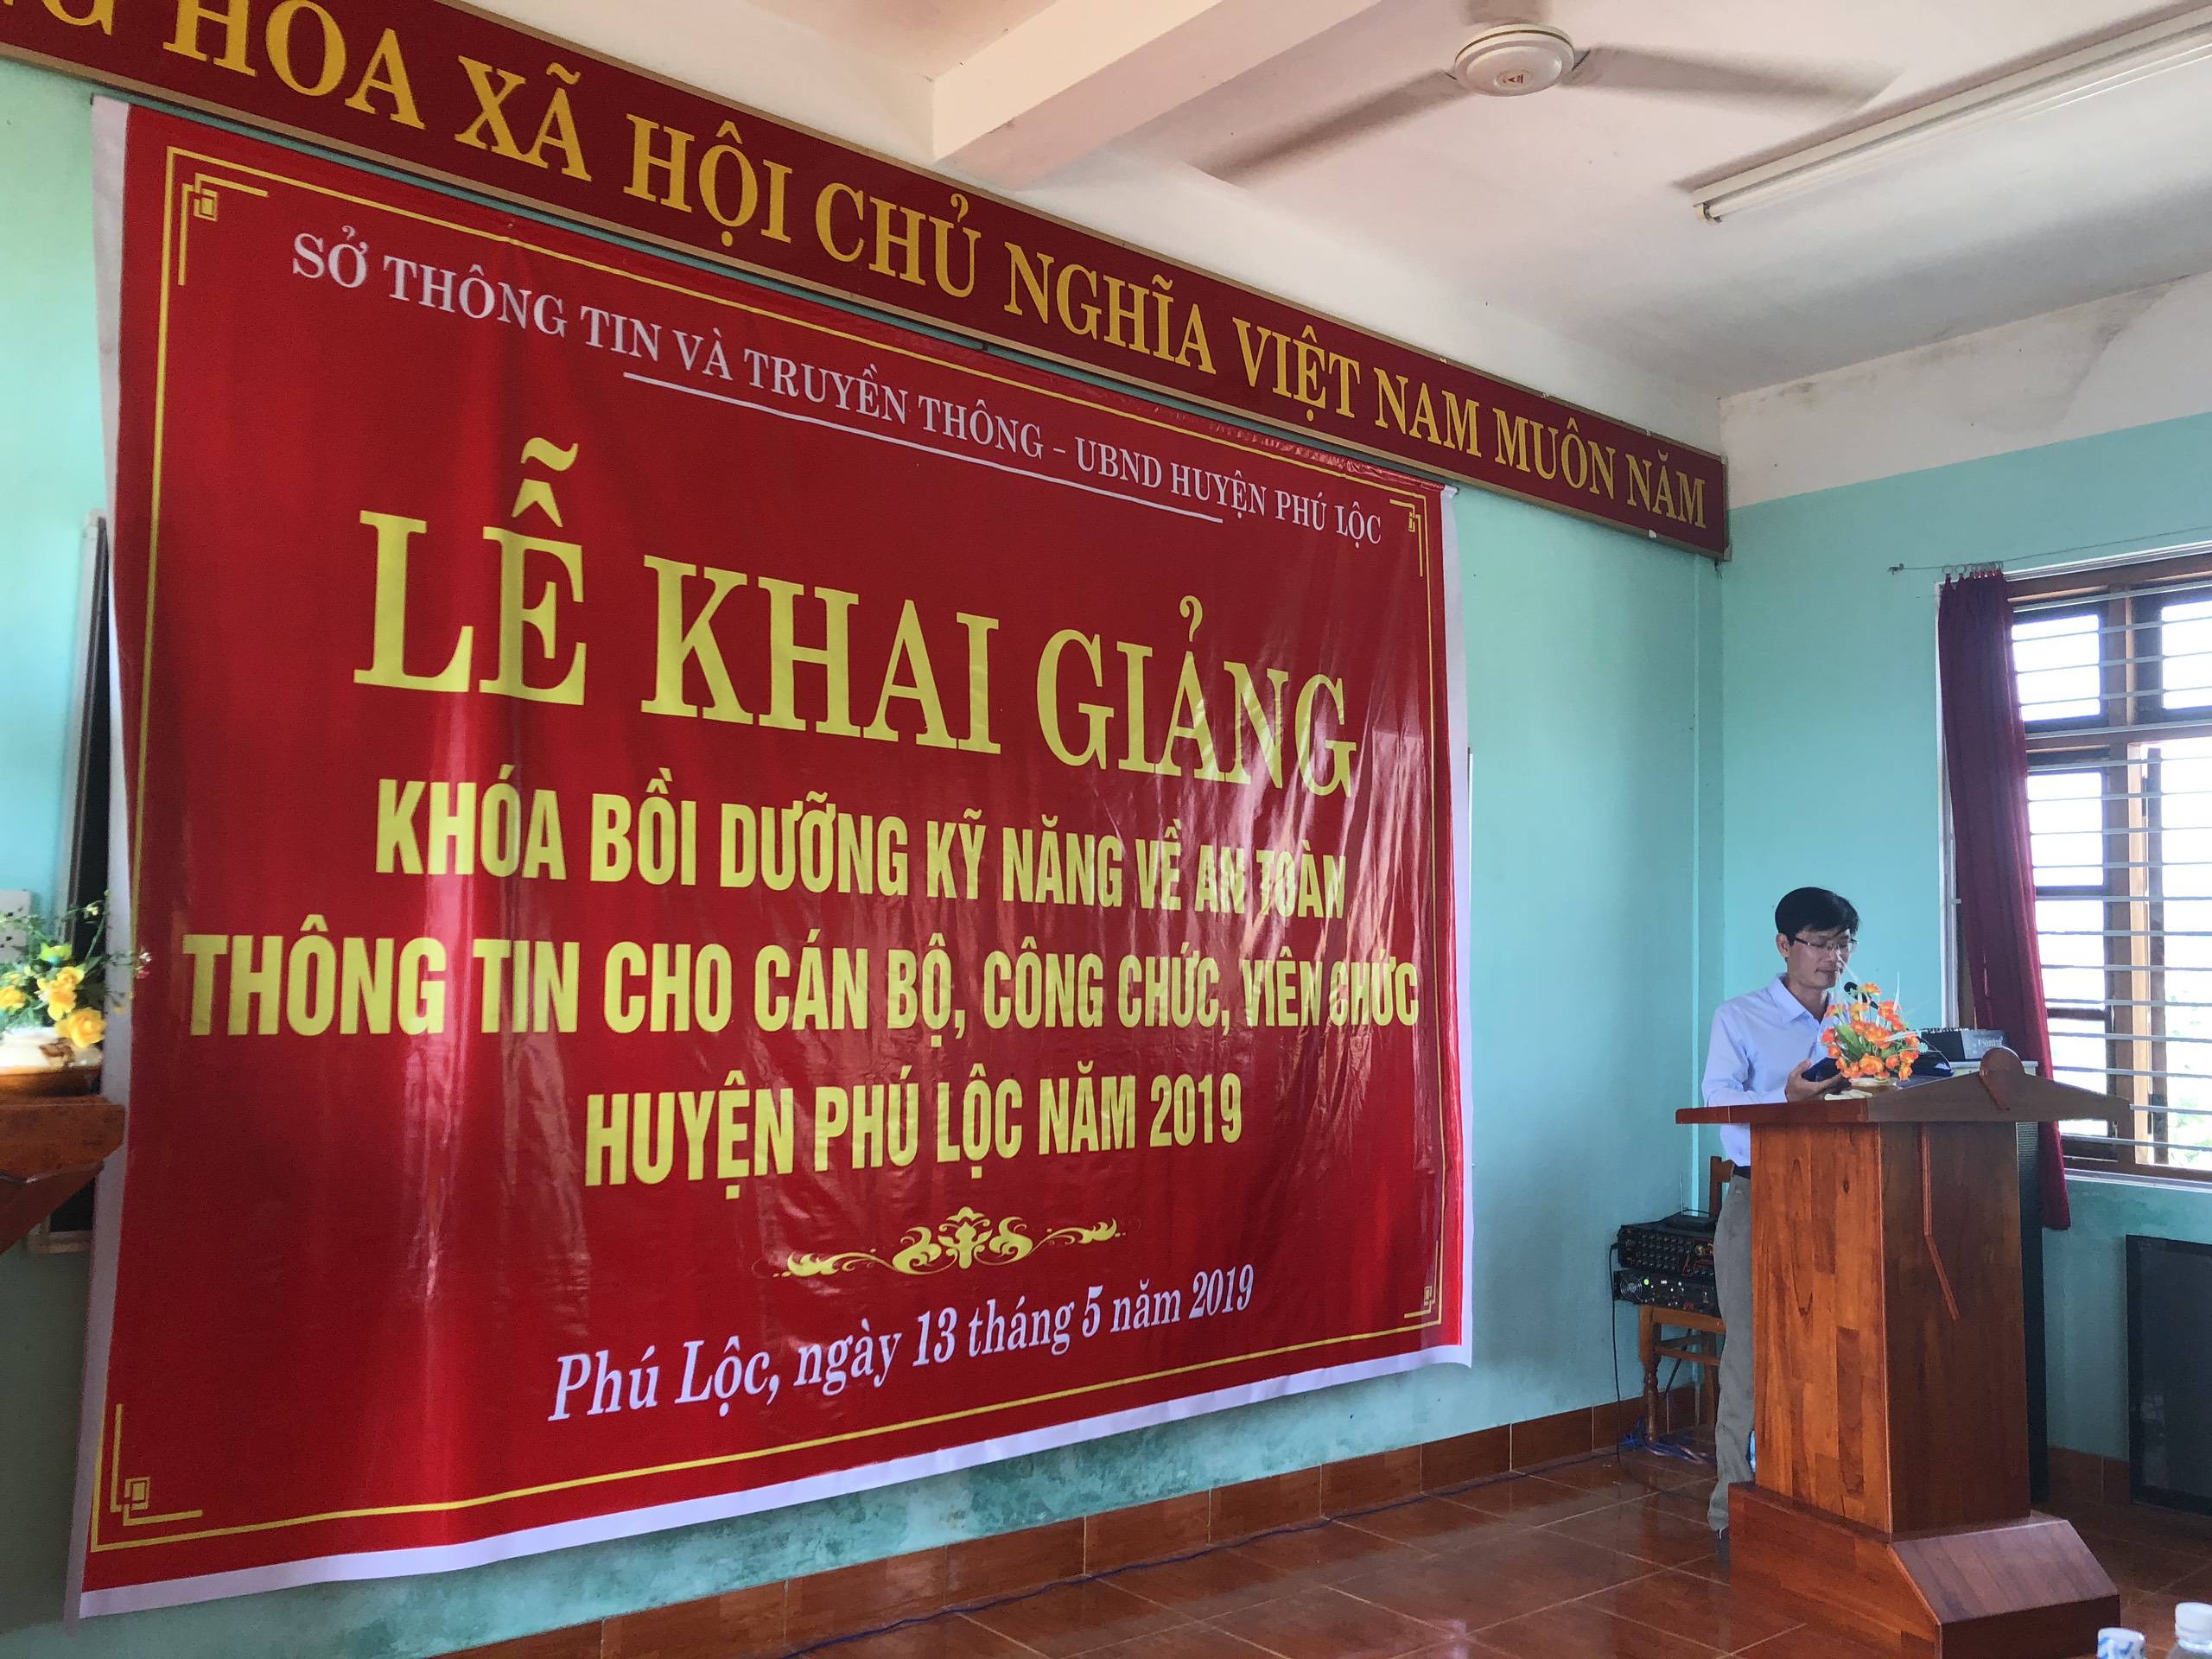 HÒA XÃ HỘI CHỦ NGHĨA VIỆT NAM MUÔN NĂM
SỞ THÔNG TIN VÀ TRUYỀN THÔNG - UBND HUYỆN PHÚ LỘC
LỄ KHAI GIẢNG
KHÓA BỒI DƯỠNG KỸ NĂNG VỀ AN TOÀN
THÔNG TIN CHO CÁN BỘ, CÔNG CHỨC, VIÊN CHỨC
HUYỆN PHÚ LỘC NĂM 2019
Phú Lộc, ngày 13 tháng 5 năm 2019